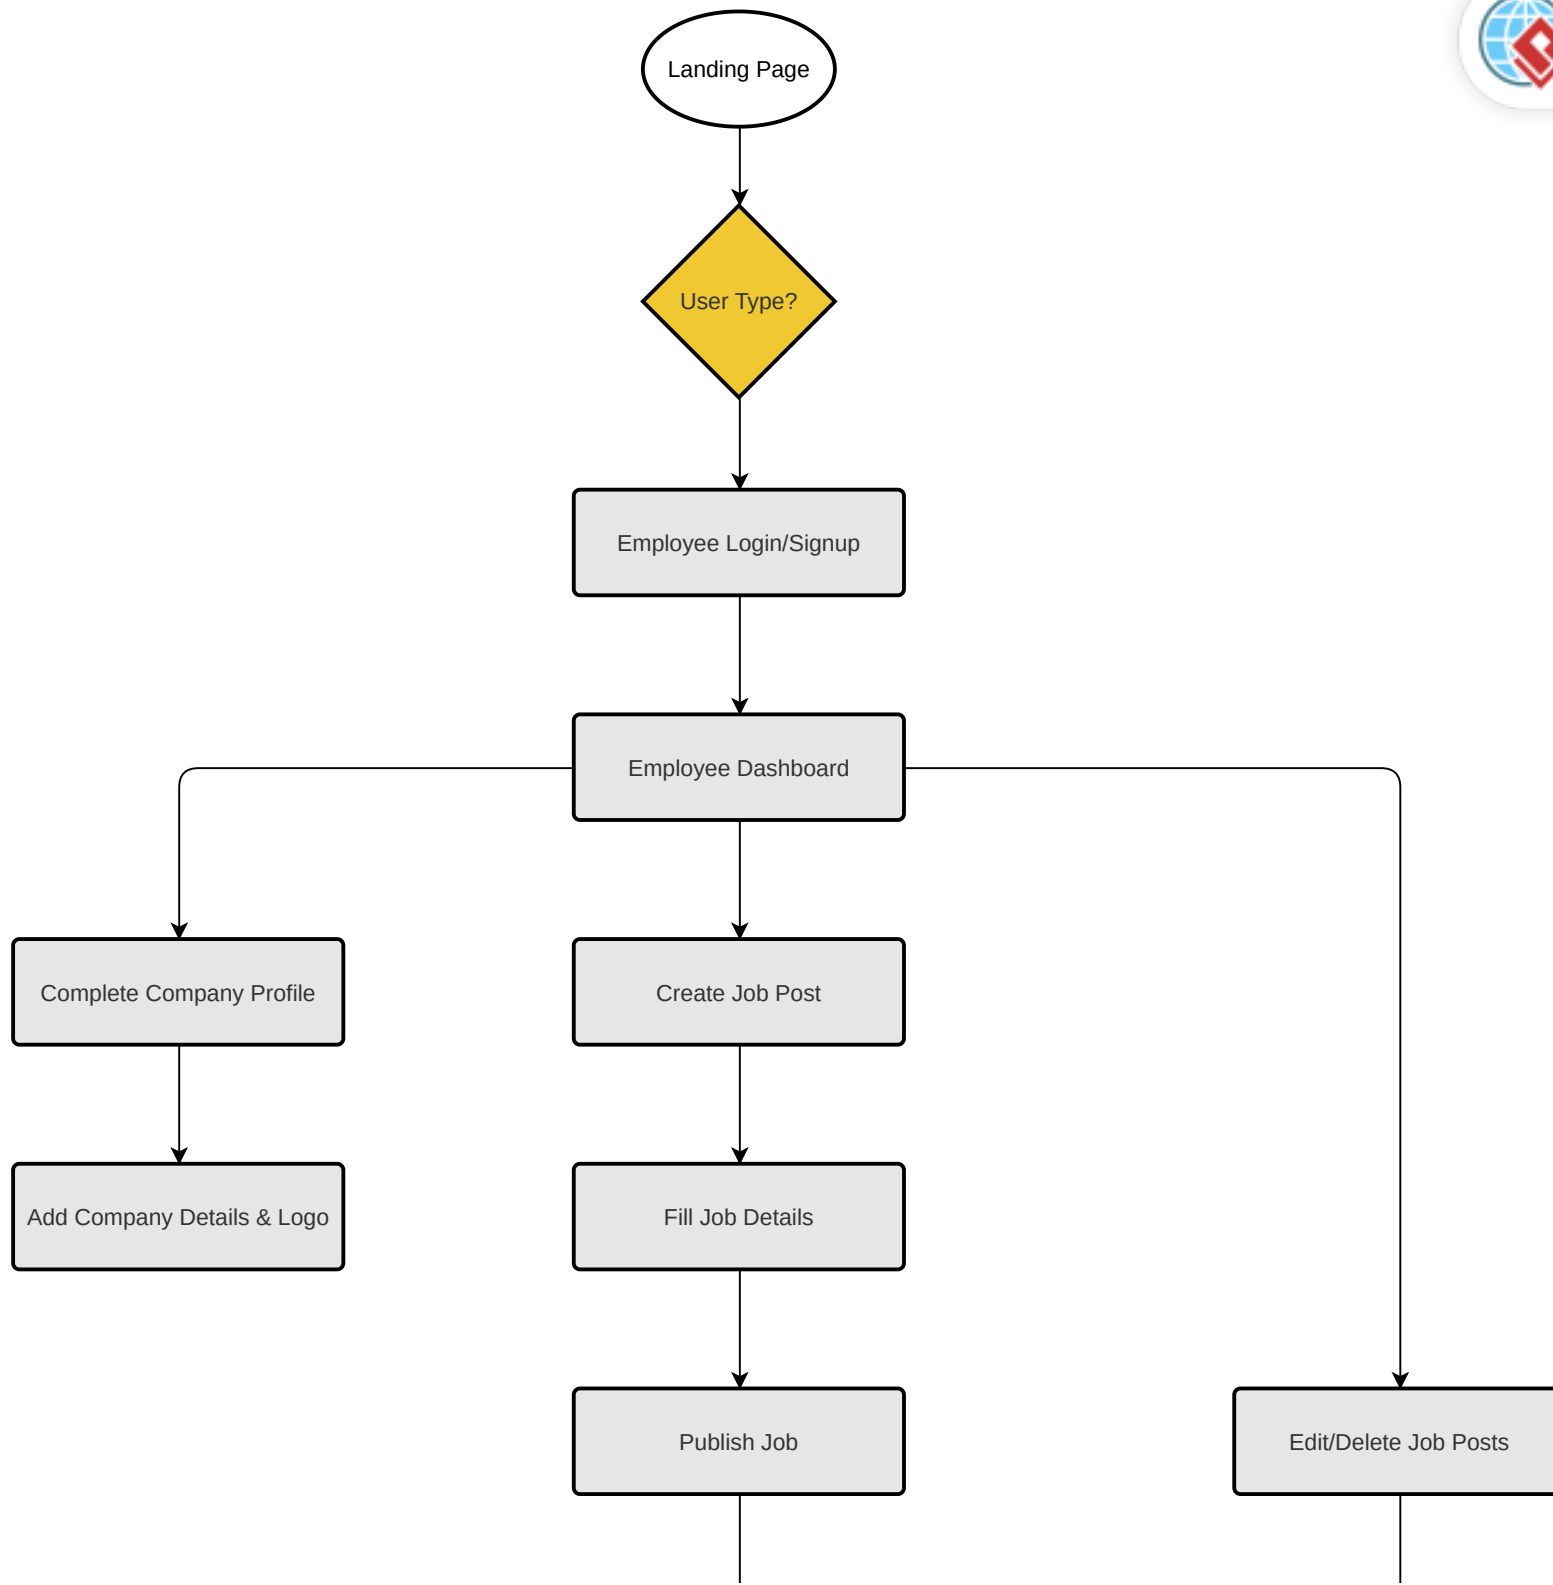 Landing Page
User Type?
Employee Login/Signup
Employee Dashboard
Complete Company Profile
Create Job Post
Add Company Details & Logo
Fill Job Details
Publish Job
Edit/Delete Job Posts